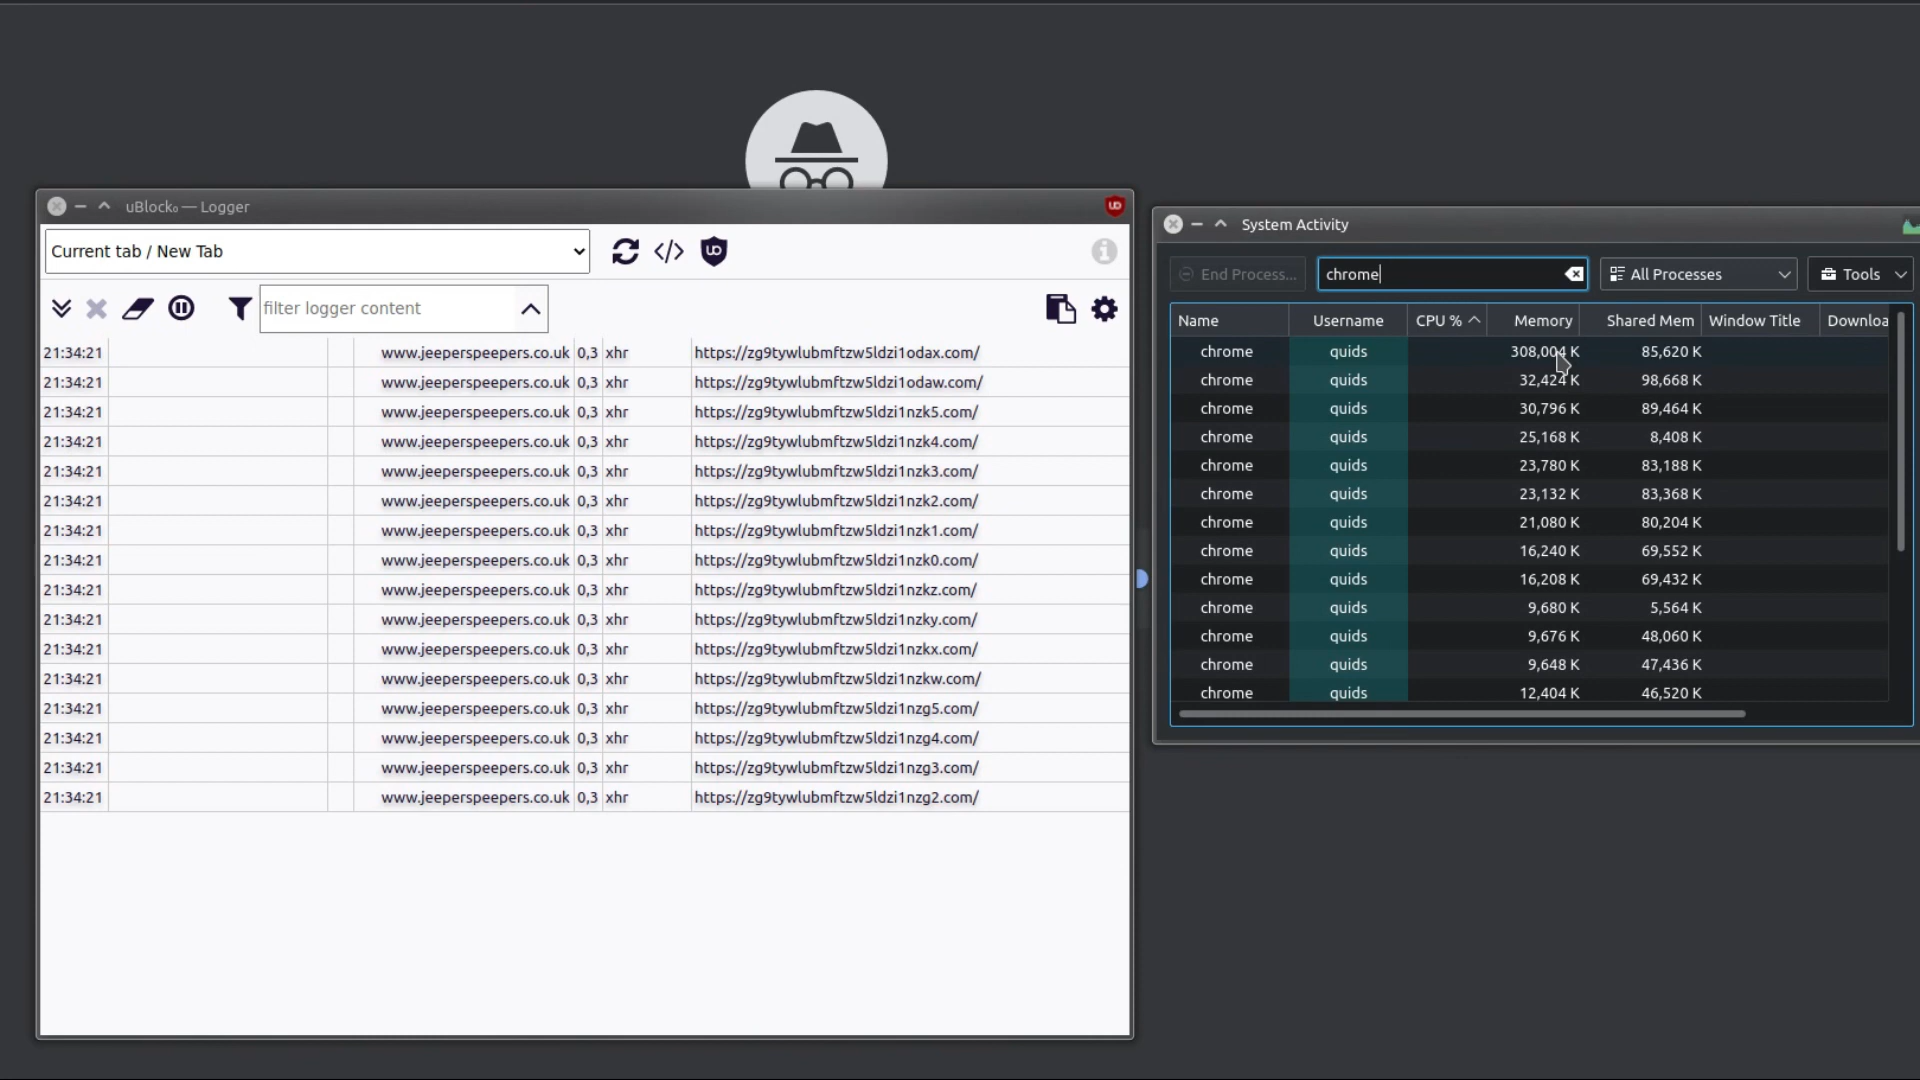 uBlock₀ — Logger
Current tab / New Tab
filter logger content
21:34:21 www.jeeperspeepers.co.uk 0,3 xhr https://zg9tywlubmftzw5ldzi1odax.com/
21:34:21 www.jeeperspeepers.co.uk 0,3 xhr https://zg9tywlubmftzw5ldzi1odaw.com/
21:34:21 www.jeeperspeepers.co.uk 0,3 xhr https://zg9tywlubmftzw5ldzi1nzk5.com/
21:34:21 www.jeeperspeepers.co.uk 0,3 xhr https://zg9tywlubmftzw5ldzi1nzk4.com/
21:34:21 www.jeeperspeepers.co.uk 0,3 xhr https://zg9tywlubmftzw5ldzi1nzk3.com/
21:34:21 www.jeeperspeepers.co.uk 0,3 xhr https://zg9tywlubmftzw5ldzi1nzk2.com/
21:34:21 www.jeeperspeepers.co.uk 0,3 xhr https://zg9tywlubmftzw5ldzi1nzk1.com/
21:34:21 www.jeeperspeepers.co.uk 0,3 xhr https://zg9tywlubmftzw5ldzi1nzk0.com/
21:34:21 www.jeeperspeepers.co.uk 0,3 xhr https://zg9tywlubmftzw5ldzi1nzkz.com/
21:34:21 www.jeeperspeepers.co.uk 0,3 xhr https://zg9tywlubmftzw5ldzi1nzky.com/
21:34:21 www.jeeperspeepers.co.uk 0,3 xhr https://zg9tywlubmftzw5ldzi1nzkx.com/
21:34:21 www.jeeperspeepers.co.uk 0,3 xhr https://zg9tywlubmftzw5ldzi1nzkw.com/
21:34:21 www.jeeperspeepers.co.uk 0,3 xhr https://zg9tywlubmftzw5ldzi1nzg5.com/
21:34:21 www.jeeperspeepers.co.uk 0,3 xhr https://zg9tywlubmftzw5ldzi1nzg4.com/
21:34:21 www.jeeperspeepers.co.uk 0,3 xhr https://zg9tywlubmftzw5ldzi1nzg3.com/
21:34:21 www.jeeperspeepers.co.uk 0,3 xhr https://zg9tywlubmftzw5ldzi1nzg2.com/
System Activity
End Process... chrome All Processes Tools
Name Username CPU % Memory Shared Mem Window Title Downloa
chrome quids 308,004 K 85,620 K
chrome quids 32,424 K 98,668 K
chrome quids 30,796 K 89,464 K
chrome quids 25,168 K 8,408 K
chrome quids 23,780 K 83,188 K
chrome quids 23,132 K 83,368 K
chrome quids 21,080 K 80,204 K
chrome quids 16,240 K 69,552 K
chrome quids 16,208 K 69,432 K
chrome quids 9,680 K 5,564 K
chrome quids 9,676 K 48,060 K
chrome quids 9,648 K 47,436 K
chrome quids 12,404 K 46,520 K